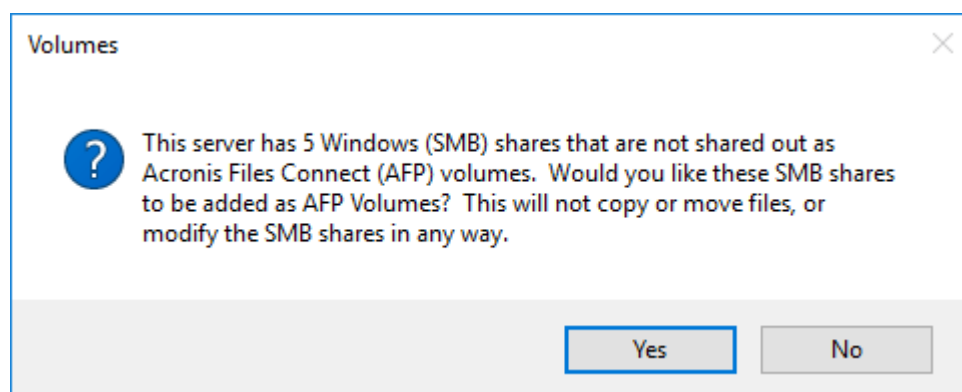 Volumes
This server has 5 Windows (SMB) shares that are not shared out as
Acronis Files Connect (AFP) volumes.  Would you like these SMB shares
to be added as AFP Volumes?  This will not copy or move files, or
modify the SMB shares in any way.
Yes
No